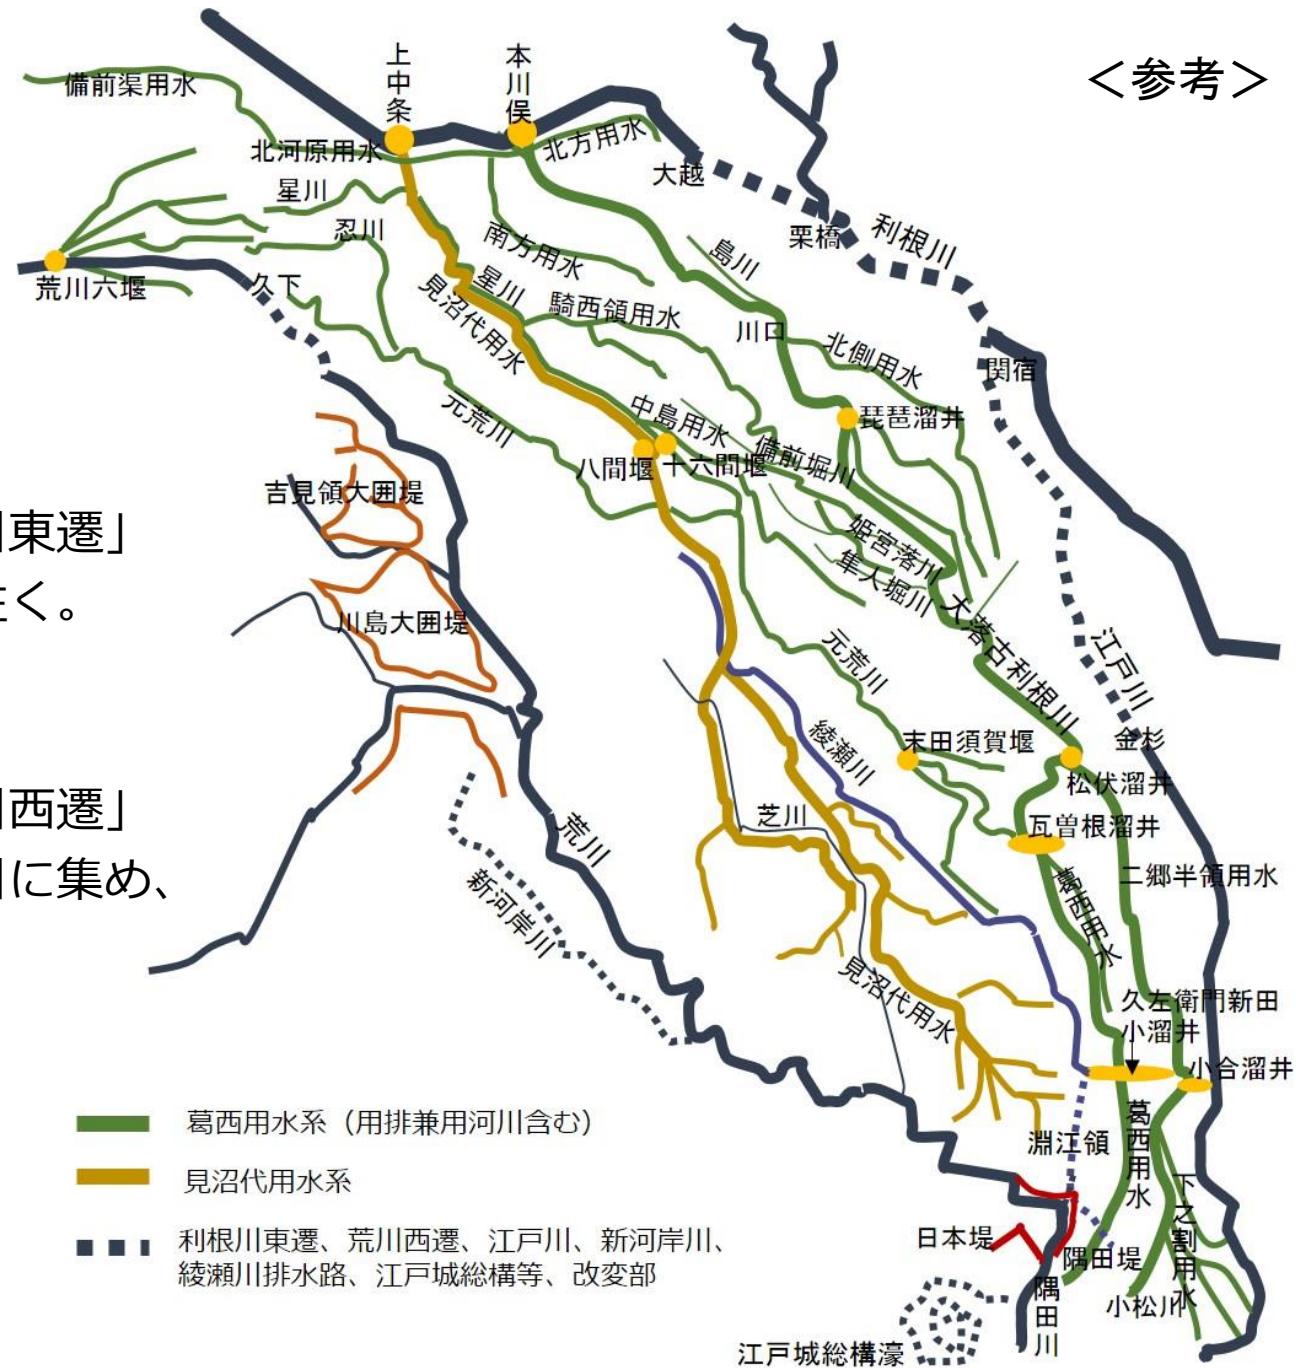 ＜参考＞
上中条
本川俣
備前渠用水
北河原用水
北方用水
大越
星川
忍川
南方用水
島川
栗橋
利根川
荒川六堰
久下
星川
見沼代用水
騎西領用水
川口
北側用水
関宿
元荒川
中島用水
琵琶溜井
備前堀川
八間堰
十六間堰
吉見領大囲堤
川東遷」
注く。
姫宮落川
隼人堀川
川島大囲堤
大落古利根川
元荒川
江戸川
綾瀬川
末田須賀堰
金杉
松伏溜井
川西遷」
川に集め、
芝川
荒川
瓦曽根溜井
新河岸川
葛西用水
二郷半領用水
見沼代用水
久左衛門新田
小溜井
小合溜井
葛西用水系（用排兼用河川含む）
淵江領
葛西用水
見沼代用水系
下之割用水
利根川東遷、荒川西遷、江戸川、新河岸川、
綾瀬川排水路、江戸城総構等、改変部
日本堤
隅田堤
隅田川
小松川
江戸城総構濠